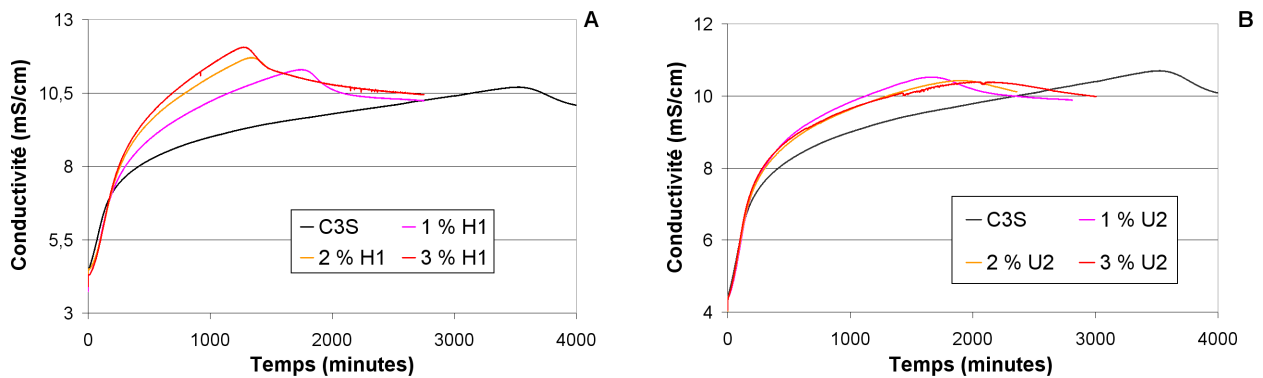 A
Conductivité (mS/cm)
13
10,5
8
5,5
3
C3S
1 % H1
2 % H1
3 % H1
0
1000
2000
3000
4000
Temps (minutes)
B
Conductivité (mS/cm)
12
10
8
6
4
C3S
1 % U2
2 % U2
3 % U2
0
1000
2000
3000
4000
Temps (minutes)